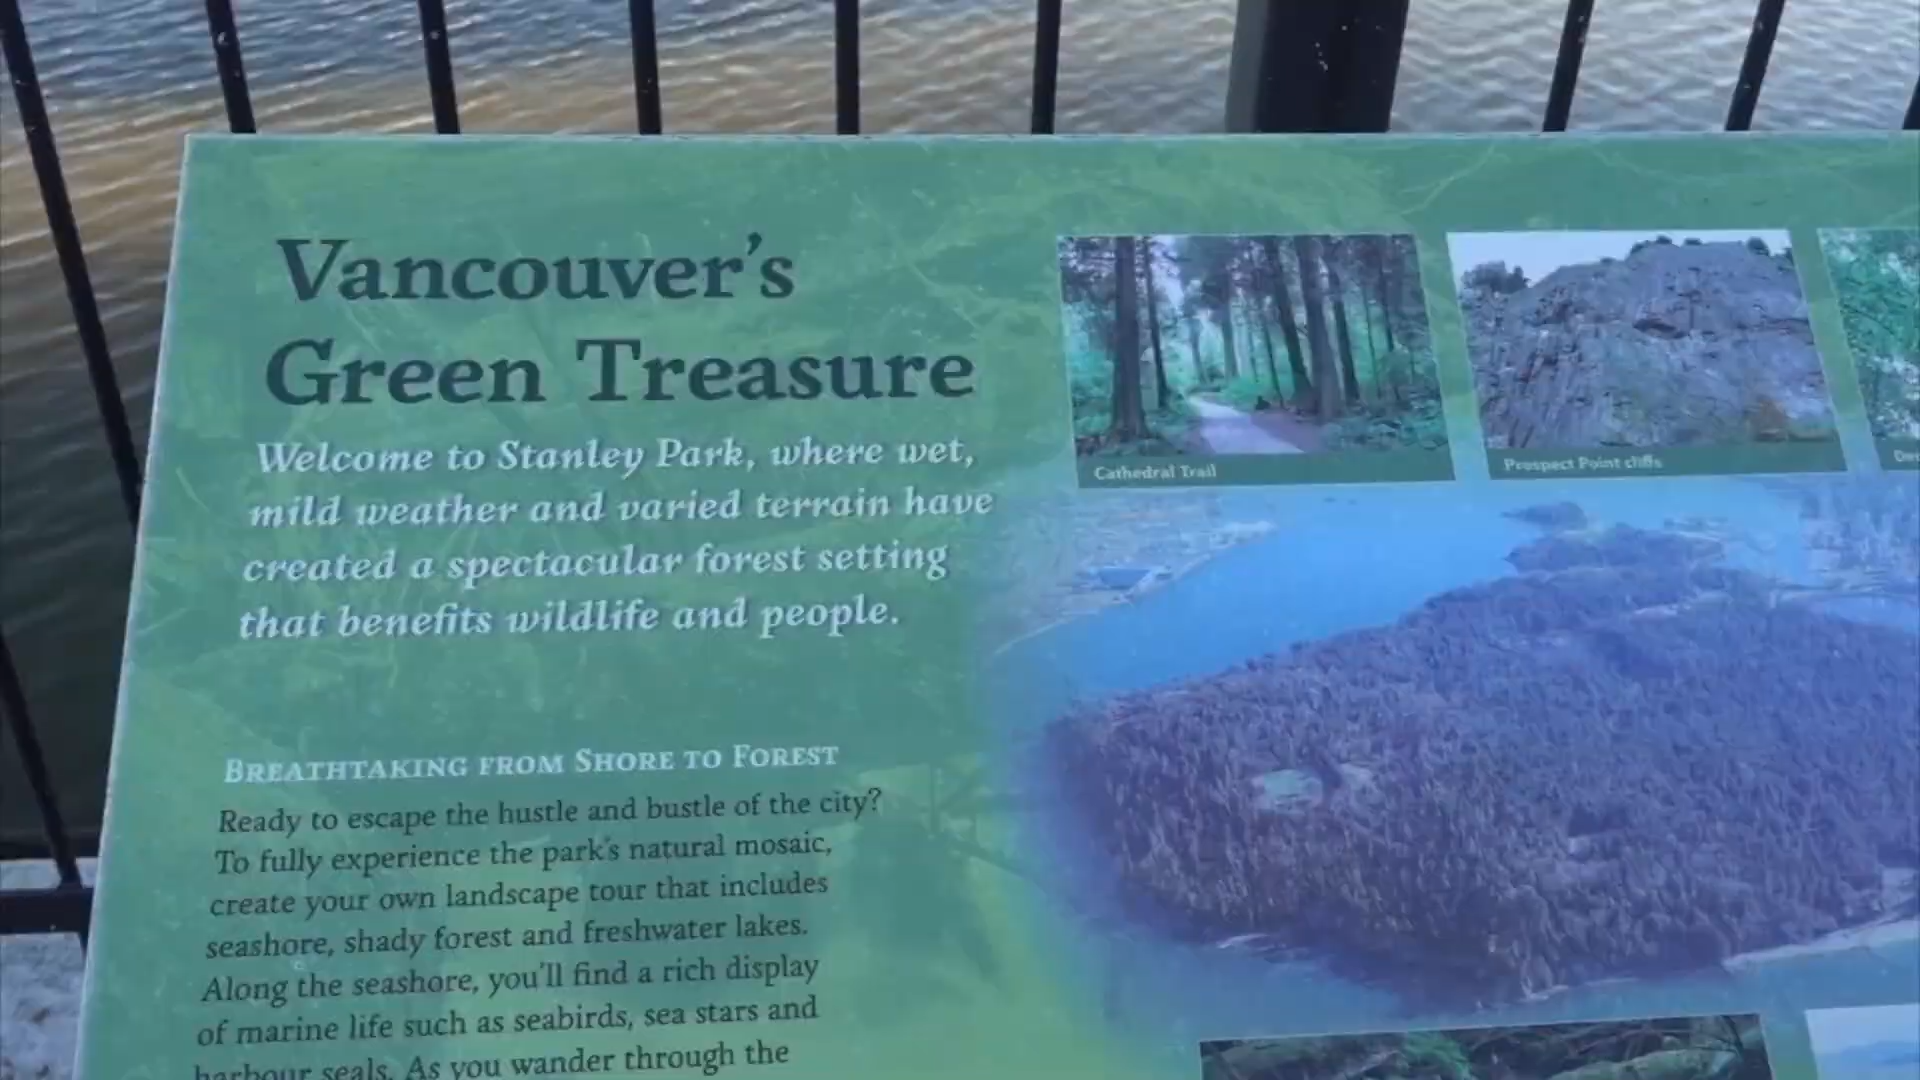 Vancouver's
Green Treasure
Welcome to Stanley Park, where wet,
mild weather and varied terrain have
created a spectacular forest setting
that benefits wildlife and people.
BREATHTAKING FROM SHORE TO FOREST
Ready to escape the hustle and bustle of the city?
To fully experience the park's natural mosaic,
create your own landscape tour that includes
seashore, shady forest and freshwater lakes.
Along the seashore, you'll find a rich display
of marine life such as seabirds, sea stars and
harbour seals. As you wander through the
Cathedral Trail
Prospect Point cliffs